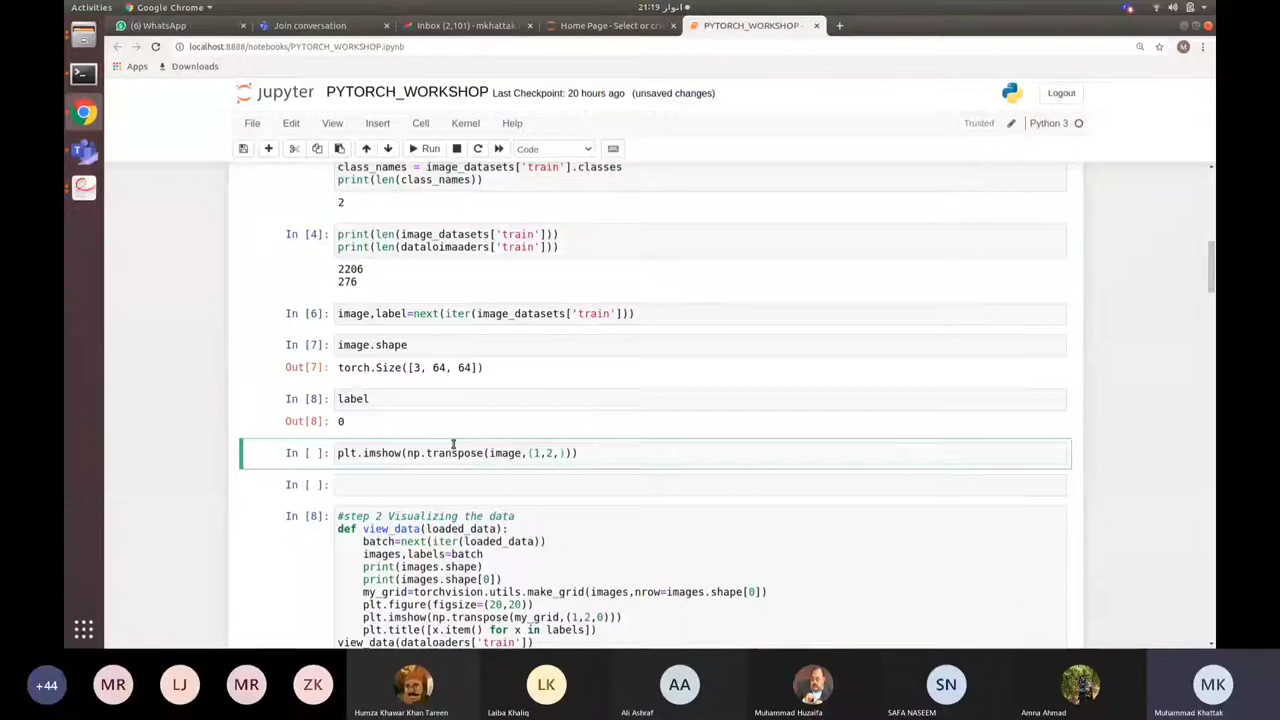 Activities
Google Chrome
انوار 21:19
(1) WhatsApp
Join conversation
Inbox (2,101) - mkhattak
Home Page - Select or cre
PYTORCH_WORKSHOP -
localhost:8888/notebooks/PYTORCH_WORKSHOP.ipynb
Apps
Downloads
M
jupyter
PYTORCH_WORKSHOP
Last Checkpoint: 20 hours ago (unsaved changes)
Logout
File Edit View Insert Cell Kernel Help
Trusted
Python 3
Run
Code
class_names = image_datasets['train'].classes
print(len(class_names))
2
In [4]: print(len(image_datasets['train']))
print(len(dataloimaaders['train']))
2206
276
In [6]: image,label=next(iter(image_datasets['train']))
In [7]: image.shape
Out[7]: torch.Size([3, 64, 64])
In [8]: label
Out[8]: 0
In [ ]: plt.imshow(np.transpose(image,(1,2,)))
In [ ]:
In [8]: #step 2 Visualizing the data
def view_data(loaded_data):
batch=next(iter(loaded_data))
images,labels=batch
print(images.shape)
print(images.shape[0])
my_grid=torchvision.utils.make_grid(images,nrow=images.shape[0])
plt.figure(figsize=(20,20))
plt.imshow(np.transpose(my_grid,(1,2,0)))
plt.title([x.item() for x in labels])
view_data(dataloaders['train'])
+44
MR
LJ
MR
ZK
LK
AA
SN
MK
Humza Khawar Khan Tareen
Laiba Khaliq
Ali Ashraf
Muhammad Huzaifa
SAFA NASEEM
Amna Ahmad
Muhammad Khattak